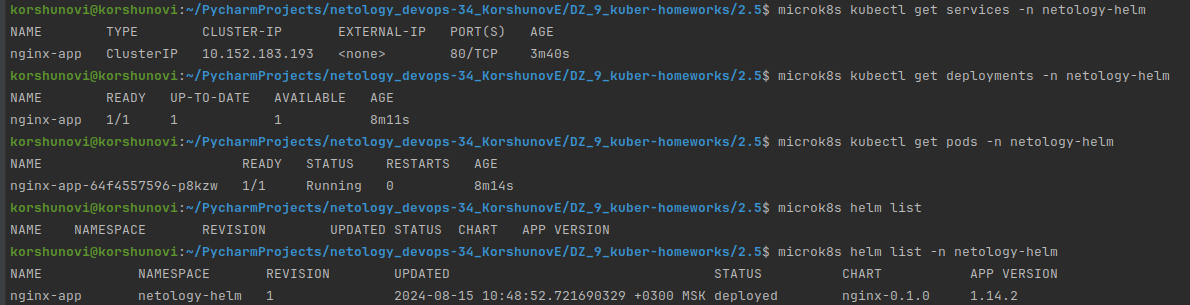 korshunovi@korshunovi:~/PycharmProjects/netology_devops-34_KorshunovE/DZ_9_kuber-homeworks/2.5$ microk8s kubectl get services -n netology-helm
NAME        TYPE        CLUSTER-IP       EXTERNAL-IP   PORT(S)   AGE
nginx-app   ClusterIP   10.152.183.193   <none>        80/TCP    3m40s
korshunovi@korshunovi:~/PycharmProjects/netology_devops-34_KorshunovE/DZ_9_kuber-homeworks/2.5$ microk8s kubectl get deployments -n netology-helm
NAME        READY   UP-TO-DATE   AVAILABLE   AGE
nginx-app   1/1     1            1           8m11s
korshunovi@korshunovi:~/PycharmProjects/netology_devops-34_KorshunovE/DZ_9_kuber-homeworks/2.5$ microk8s kubectl get pods -n netology-helm
NAME                         READY   STATUS    RESTARTS   AGE
nginx-app-64f4557596-p8kzw   1/1     Running   0          8m14s
korshunovi@korshunovi:~/PycharmProjects/netology_devops-34_KorshunovE/DZ_9_kuber-homeworks/2.5$ microk8s helm list
NAME    NAMESPACE       REVISION        UPDATED STATUS  CHART   APP VERSION
korshunovi@korshunovi:~/PycharmProjects/netology_devops-34_KorshunovE/DZ_9_kuber-homeworks/2.5$ microk8s helm list -n netology-helm
NAME            NAMESPACE       REVISION        UPDATED                                 STATUS          CHART           APP VERSION
nginx-app       netology-helm   1               2024-08-15 10:48:52.721690329 +0300 MSK deployed        nginx-0.1.0     1.14.2